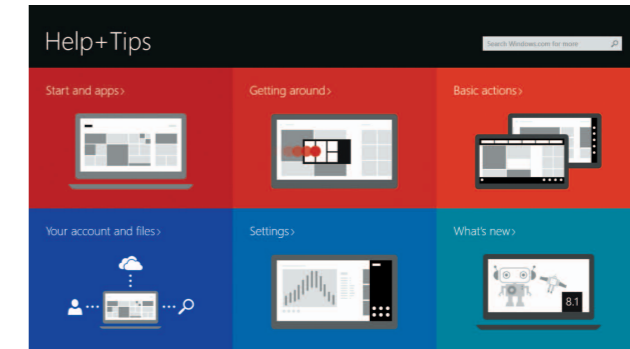 Help+Tips
Search Windows.com for more
Start and apps>
Getting around>
Basic actions>
Your account and files>
Settings>
What's new>
8.1